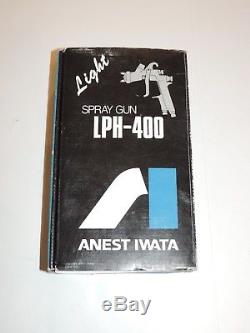 Light
SPRAY GUN
LPH-400
ANEST IWATA